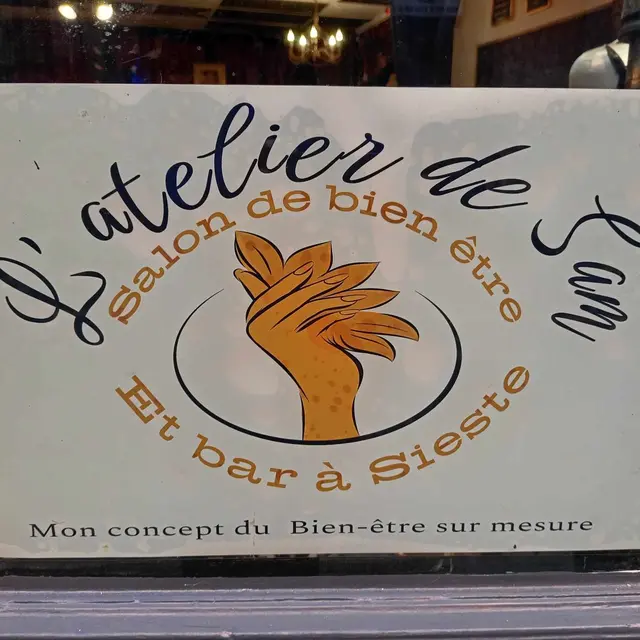 L'atelier de Sam
Salon de bien être
Et bar à Sieste
Mon concept du Bien-être sur mesure